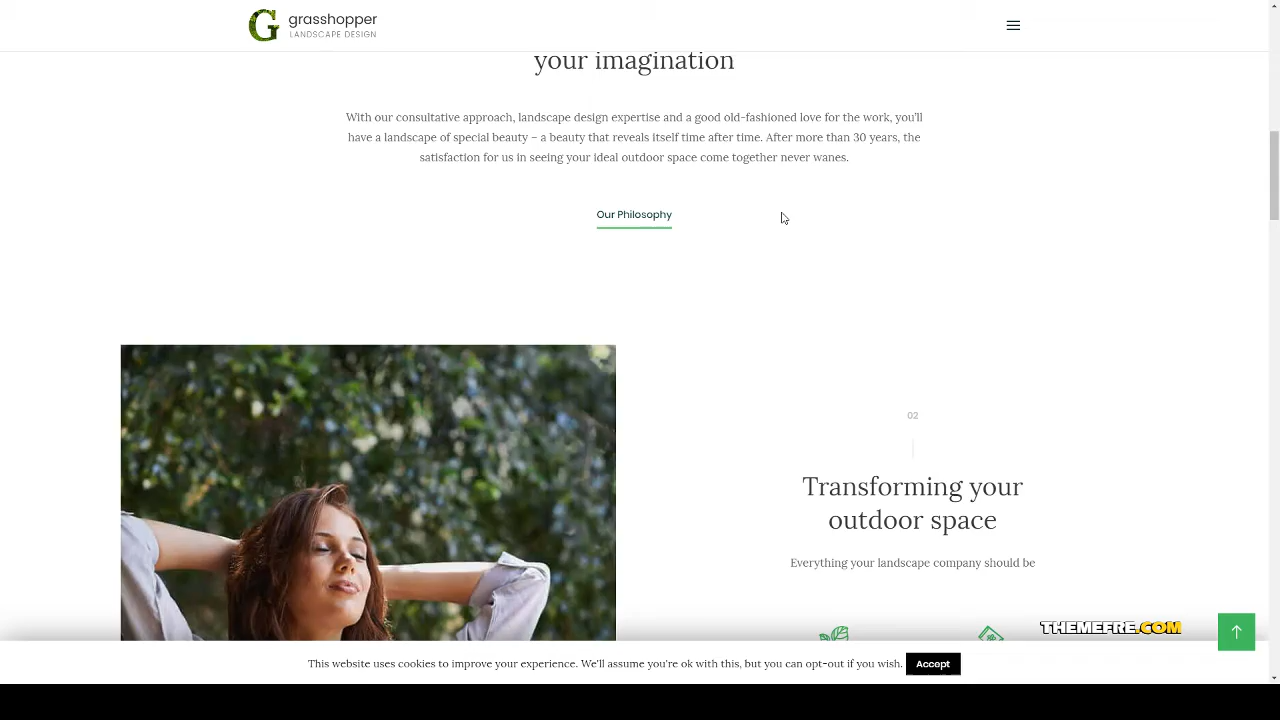 grasshopper
LANDSCAPE DESIGN
your imagination
With our consultative approach, landscape design expertise and a good old-fashioned love for the work, you'll
have a landscape of special beauty – a beauty that reveals itself time after time. After more than 30 years, the
satisfaction for us in seeing your ideal outdoor space come together never wanes.
Our Philosophy
02
Transforming your
outdoor space
Everything your landscape company should be
THEMEFRE.COM
This website uses cookies to improve your experience. We'll assume you're ok with this, but you can opt-out if you wish. Accept